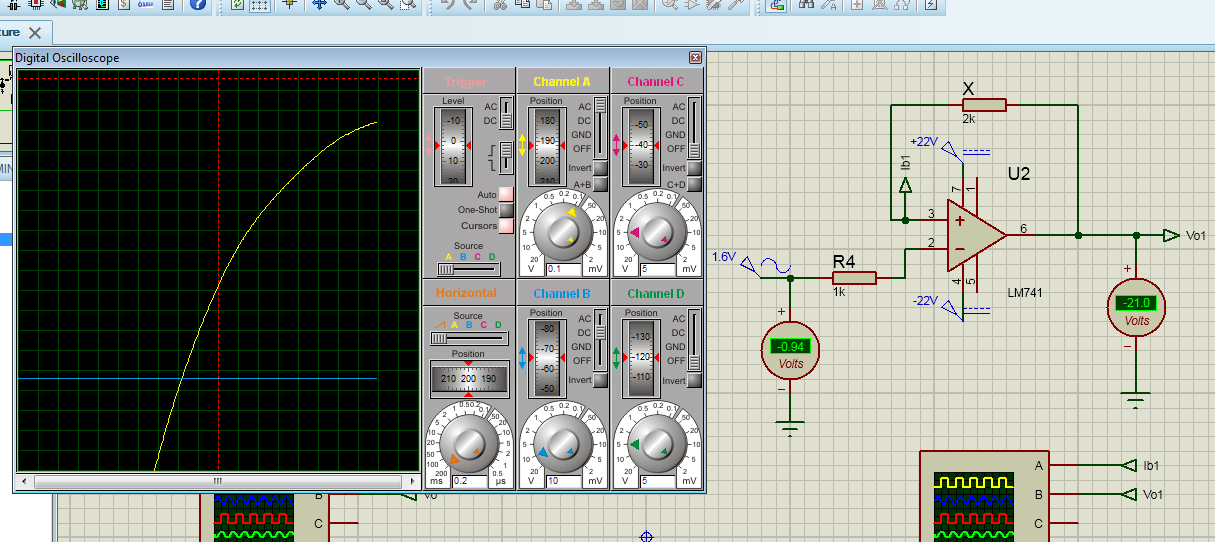 ture
Digital Oscilloscope
Trigger
Level
-10
0
10
20
AC
DC
Auto
One-Shot
Cursors
Source
A B C D
Channel A
Position
180
190
200
210
AC
DC
GND
OFF
Invert
A+B
V
0.1
mV
Channel C
Position
-50
-40
-30
AC
DC
GND
OFF
Invert
C+D
V
5
mV
Horizontal
Source
A B C D
Position
210 200 190
ms
0.2
µs
Channel B
Position
-80
-70
-60
-50
AC
DC
GND
OFF
Invert
V
10
mV
Channel D
Position
-130
-120
-110
AC
DC
GND
OFF
Invert
V
5
mV
X
2k
+22V
Ib1
U2
7
1
3
2
6
4
5
Vo1
1.6V
R4
1k
-22V
LM741
+
-0.94
Volts
+
-21.0
Volts
A
Ib1
B
Vo1
C
B
Vo
C